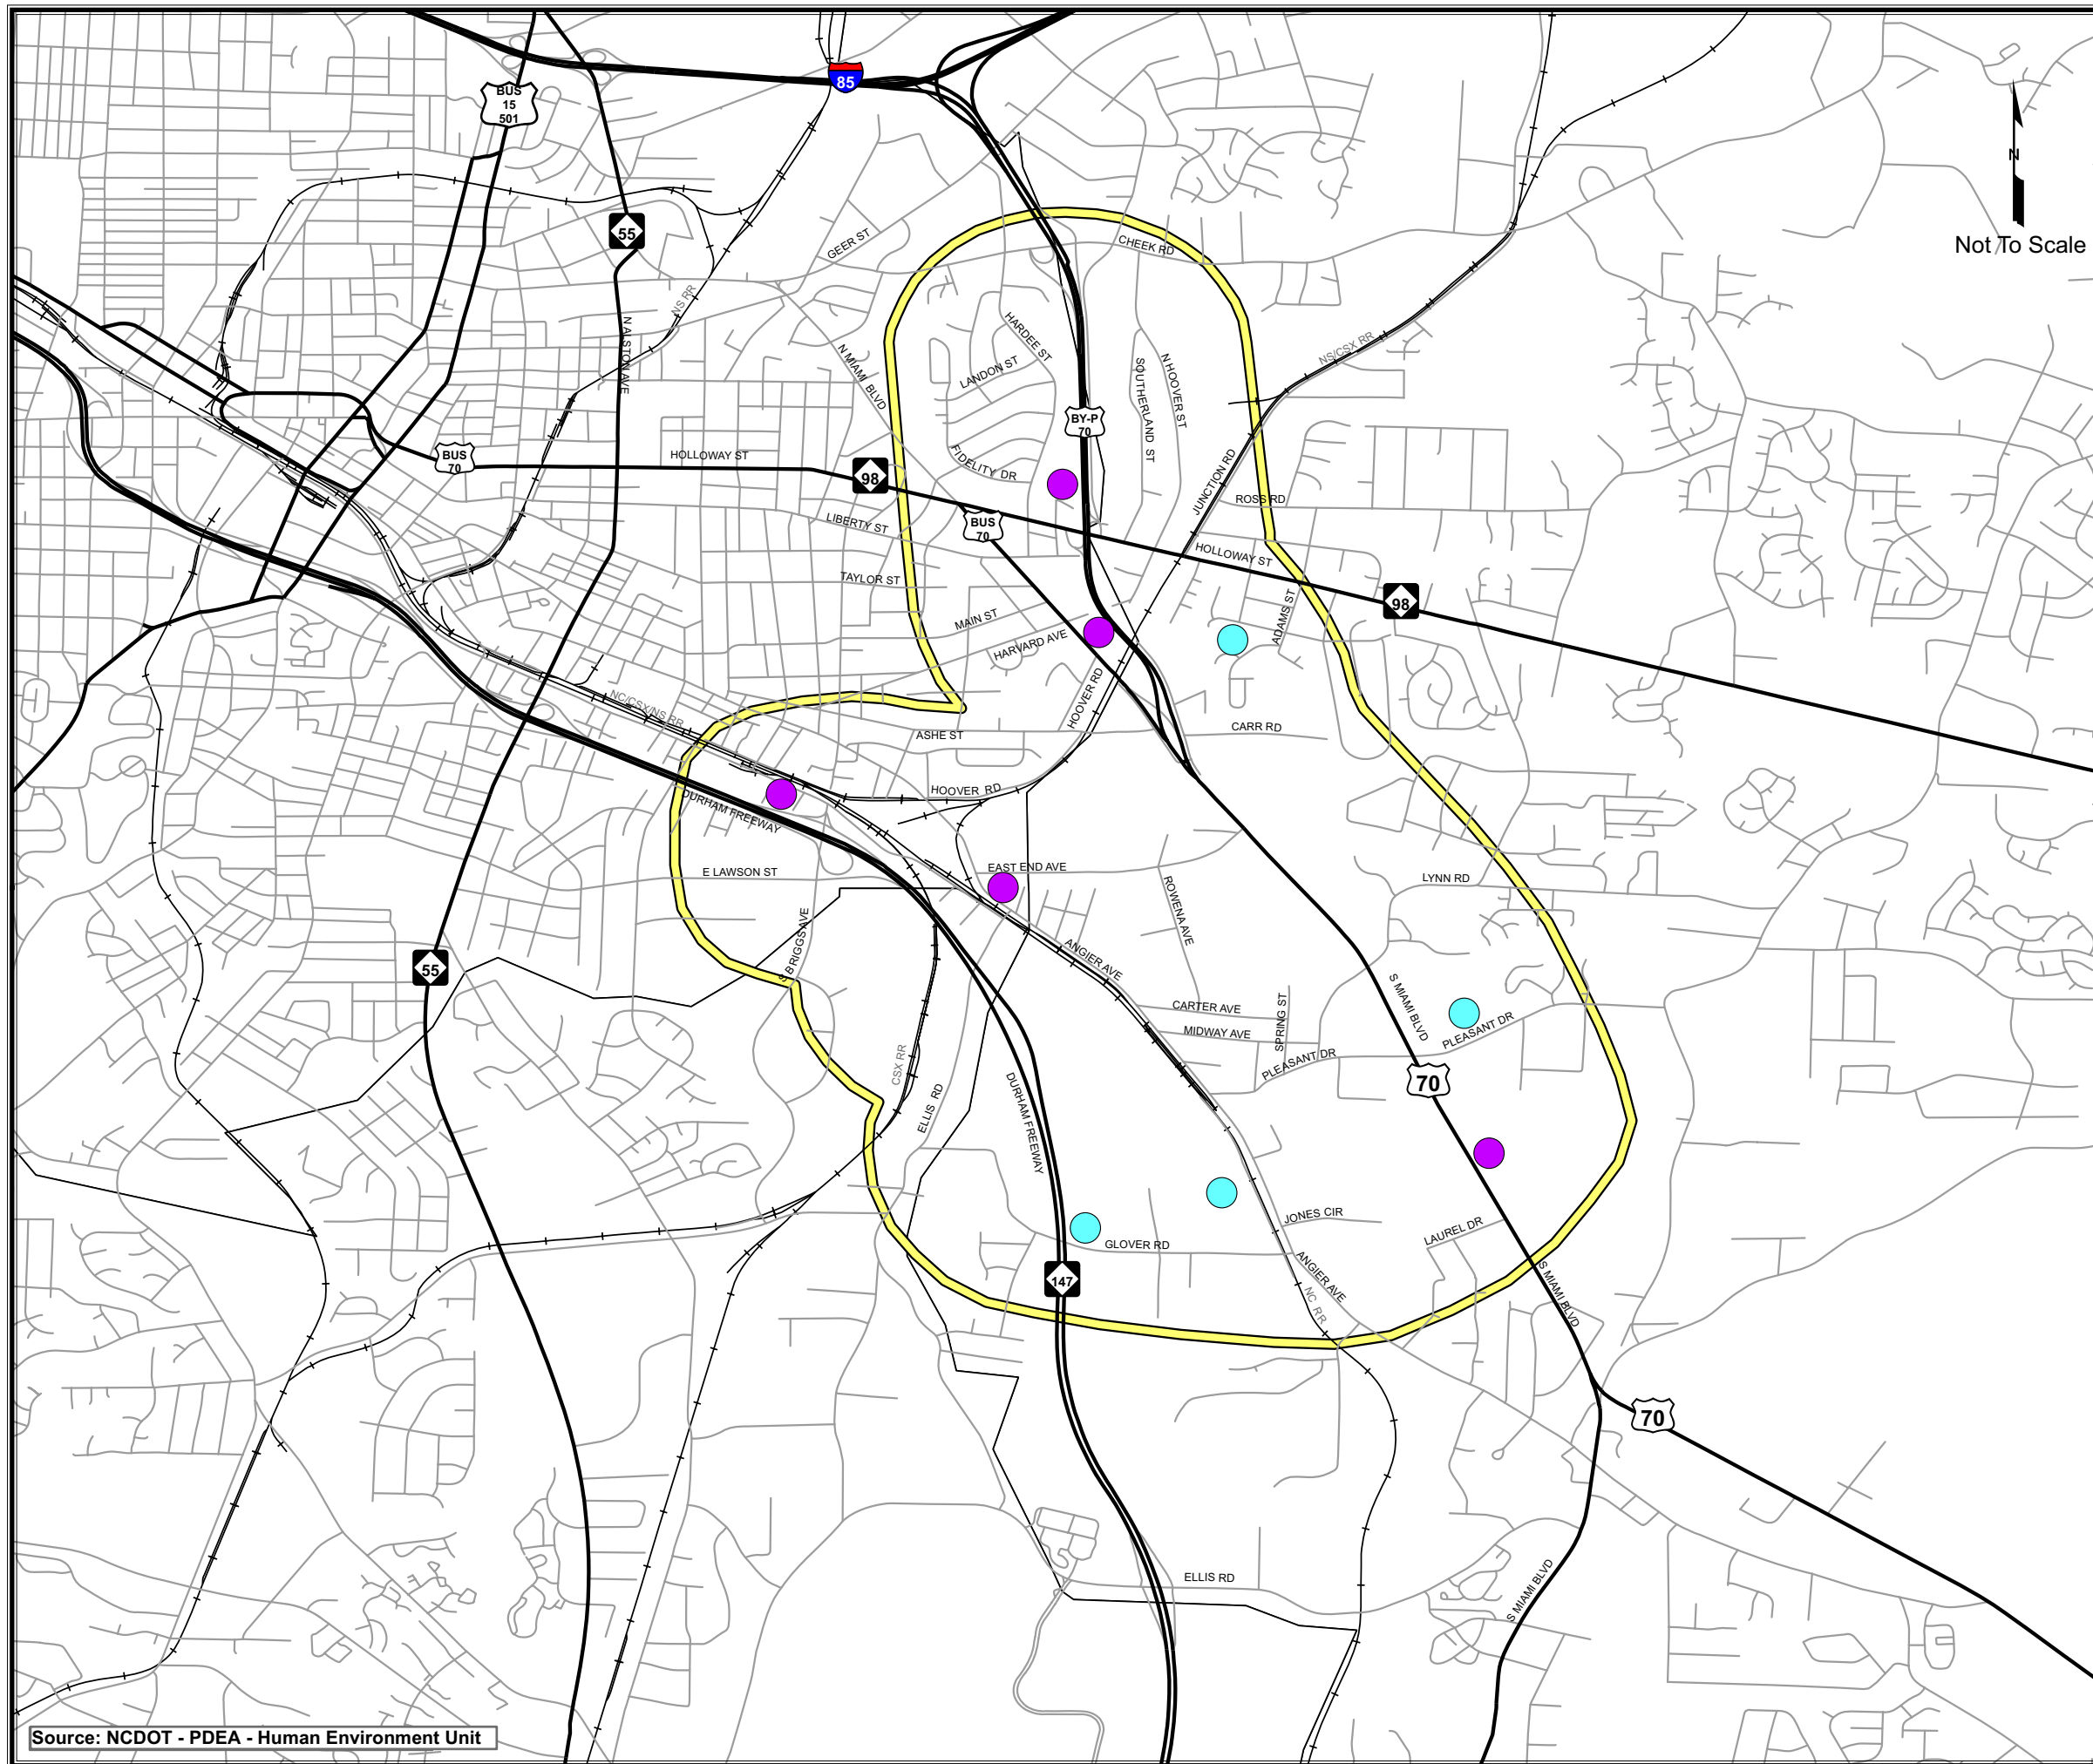 85
BUS
15
501
N
55
Not To Scale
GEER ST
CHEEK RD
NS RR
N ALSTON AVE
HARDEE ST
NS/CSX RR
N MIAMI BLVD
LANDON ST
SOUTHERLAND ST
N HOOVER ST
BY-P
70
BUS
70
HOLLOWAY ST
98
FIDELITY DR
JUNCTION RD
ROSS RD
LIBERTY ST
BUS
70
HOLLOWAY ST
TAYLOR ST
98
MAIN ST
ADAMS ST
HARVARD AVE
NC/CSX/NS RR
HOOVER RD
ASHE ST
CARR RD
HOOVER RD
DURHAM FREEWAY
E LAWSON ST
EAST END AVE
LYNN RD
ROWENA AVE
S BRIGGS AVE
ANGIER AVE
55
S MIAMI BLVD
CARTER AVE
SPRING ST
MIDWAY AVE
PLEASANT DR
PLEASANT DR
CSX RR
ELLIS RD
DURHAM FREEWAY
70
JONES CIR
LAUREL DR
GLOVER RD
ANGIER AVE
147
NC RR
S MIAMI BLVD
70
ELLIS RD
S MIAMI BLVD
Source: NCDOT - PDEA - Human Environment Unit